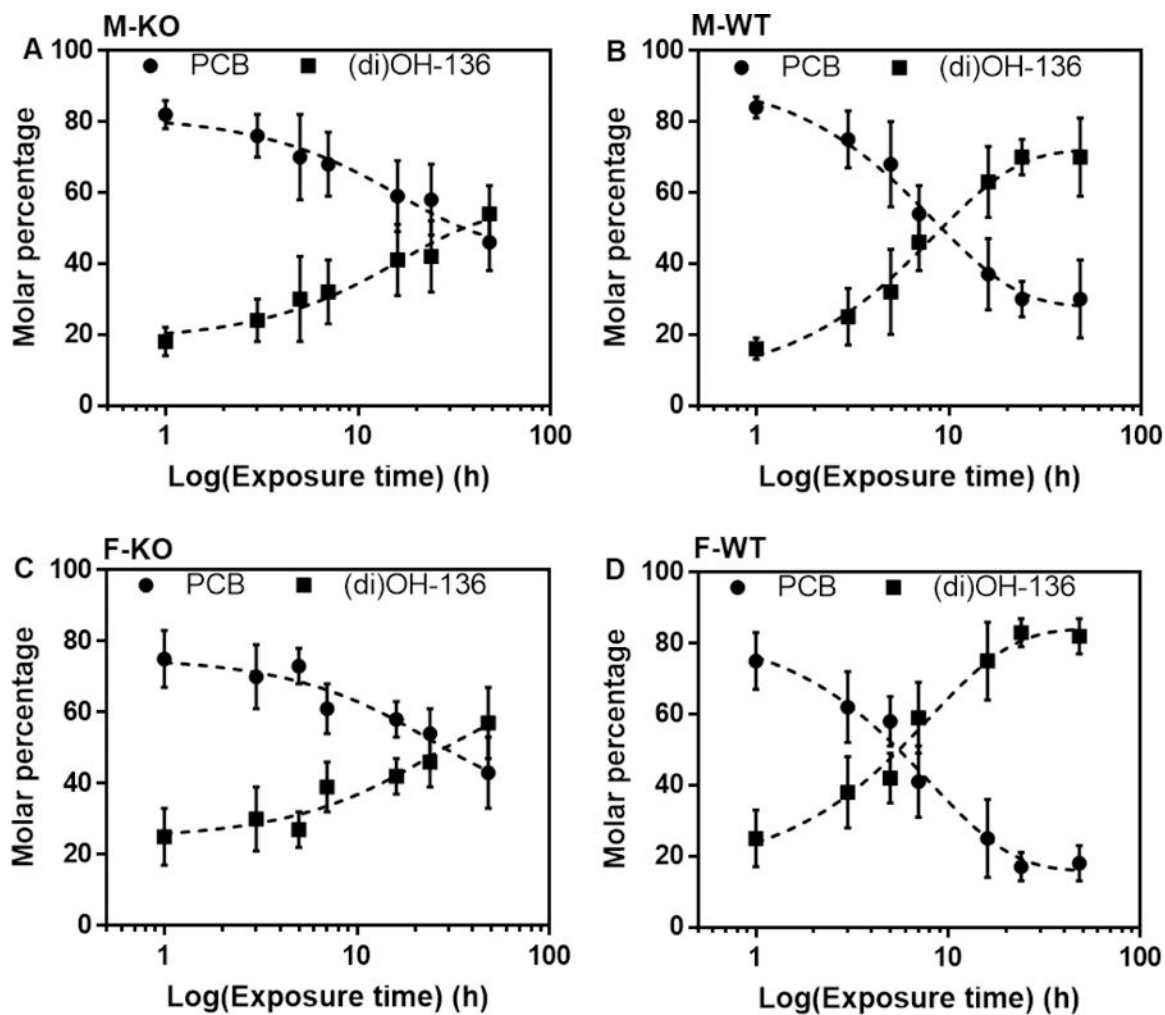 M-KO
A
PCB (di)OH-136
100
80
60
40
20
0
Molar percentage
1 10 100
Log(Exposure time) (h)
M-WT
B
PCB (di)OH-136
100
80
60
40
20
0
Molar percentage
1 10 100
Log(Exposure time) (h)
F-KO
C
PCB (di)OH-136
100
80
60
40
20
0
Molar percentage
1 10 100
Log(Exposure time) (h)
F-WT
D
PCB (di)OH-136
100
80
60
40
20
0
Molar percentage
1 10 100
Log(Exposure time) (h)